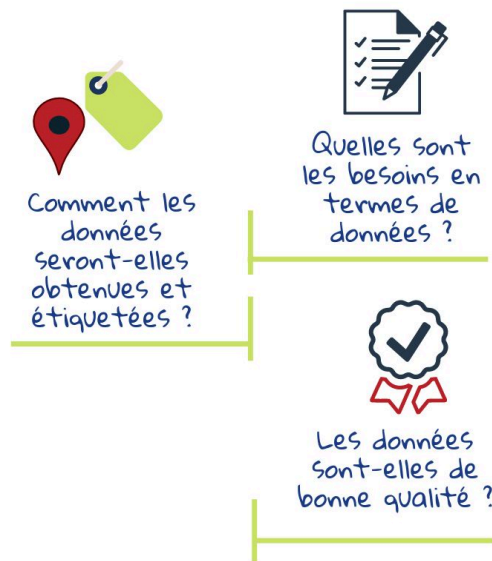 Quelles sont
les besoins en
termes de
données ?
Comment les
données
seront-elles
obtenues et
étiquetées ?
Les données
sont-elles de
bonne qualité ?